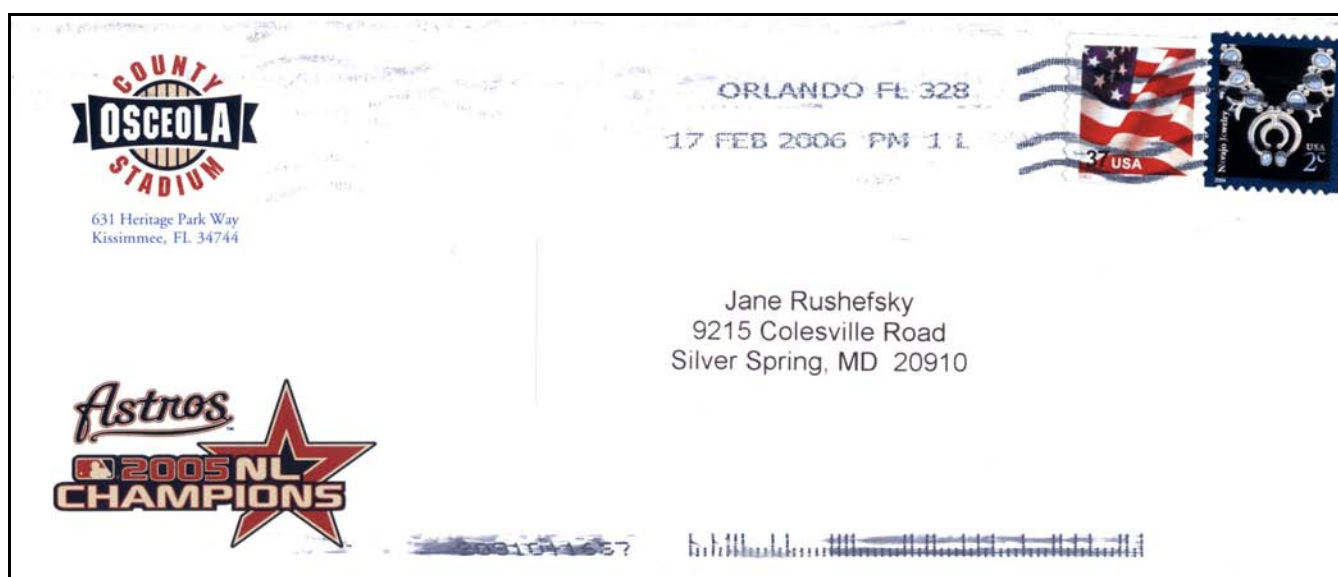 COUNTY
OSCEOLA
STADIUM
631 Heritage Park Way
Kissimmee, FL 34744
ORLANDO FL 328
17 FEB 2006 PM 1 L
37 USA
Navajo Jewelry
USA
2c
Jane Rushefsky
9215 Colesville Road
Silver Spring, MD 20910
Astros
2005 NL
CHAMPIONS